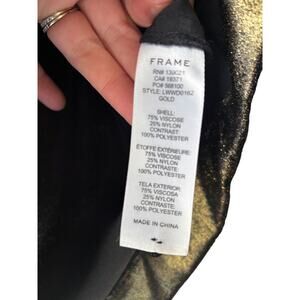 FRAME
RN# 139021
CA# 18371
PO# 568100
STYLE: LWWD0162
GOLD
SHELL:
75% VISCOSE
25% NYLON
CONTRAST:
100% POLYESTER
ÉTOFFE EXTÉRIEURE:
75% VISCOSE
25% NYLON
CONTRASTE:
100% POLYESTER
TELA EXTERIOR:
75% VISCOSA
25% NYLON
CONTRASTE:
100% POLYESTER
MADE IN CHINA